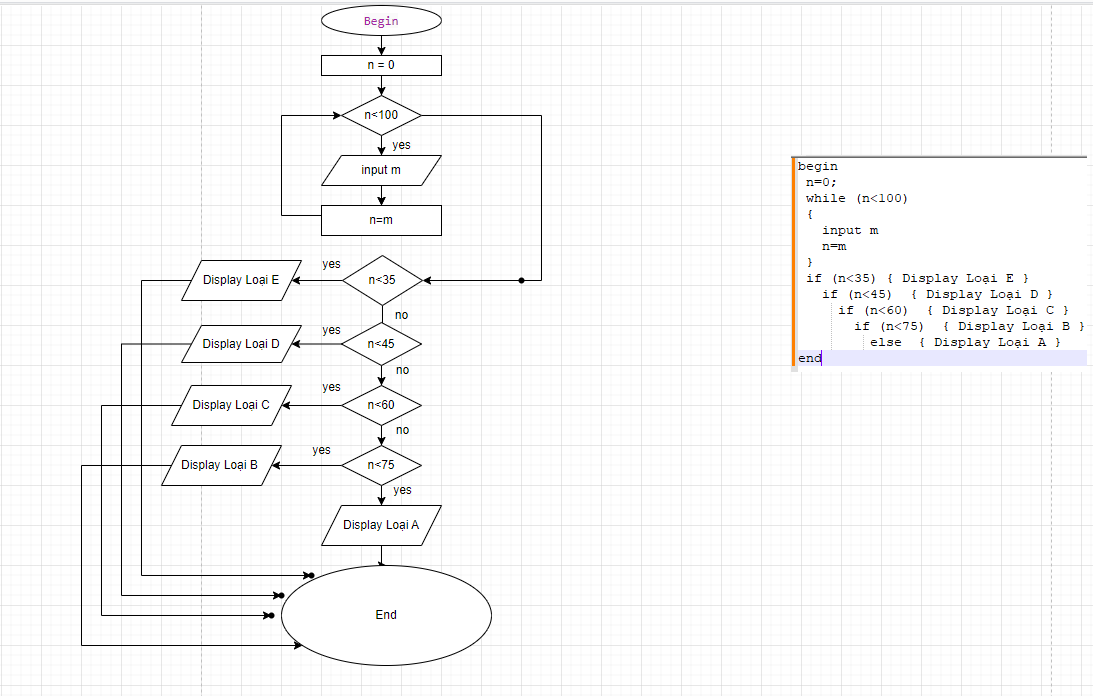 Begin
n = 0
n<100
yes
input m
n=m
yes
Display Loại E
n<35
no
yes
Display Loại D
n<45
no
yes
Display Loại C
n<60
no
yes
Display Loại B
n<75
yes
Display Loại A
End
begin
n=0;
while (n<100)
{
input m
n=m
}
if (n<35) { Display Loại E }
if (n<45) { Display Loại D }
if (n<60) { Display Loại C }
if (n<75) { Display Loại B }
else { Display Loại A }
end